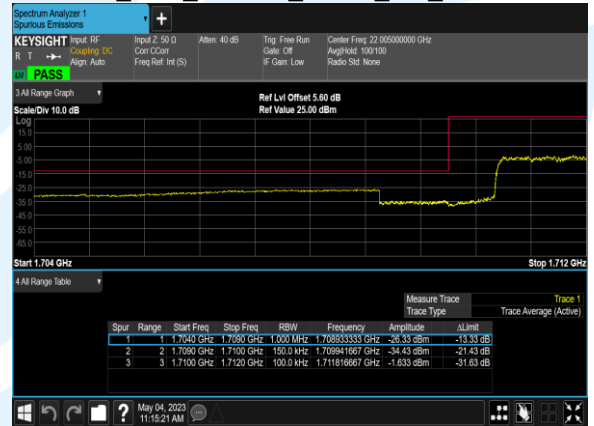 Spectrum Analyzer 1
Spurious Emissions
+
KEYSIGHT Input: RF Input Z: 50 Ω Atten: 40 dB Trig: Free Run Center Freq: 22.005000000 GHz
R T Coupling: DC Corr CCorr Gate: Off Avg|Hold: 100/100
Align: Auto Freq Ref: Int (S) IF Gain: Low Radio Std: None
PASS
3 All Range Graph
Ref Lvl Offset 5.60 dB
Scale/Div 10.0 dB Ref Value 25.00 dBm
Log
15.0
5.00
-5.00
-15.0
-25.0
-35.0
-45.0
-55.0
-65.0
Start 1.704 GHz Stop 1.712 GHz
4 All Range Table
Measure Trace Trace 1
Trace Type Trace Average (Active)
Spur Range Start Freq Stop Freq RBW Frequency Amplitude ΔLimit
1 1 1.7040 GHz 1.7090 GHz 1.000 MHz 1.708933333 GHz -26.33 dBm -13.33 dB
2 2 1.7090 GHz 1.7100 GHz 150.0 kHz 1.709941667 GHz -34.43 dBm -21.43 dB
3 3 1.7100 GHz 1.7120 GHz 100.0 kHz 1.711816667 GHz -1.633 dBm -31.63 dB
? May 04, 2023
11:15:21 AM